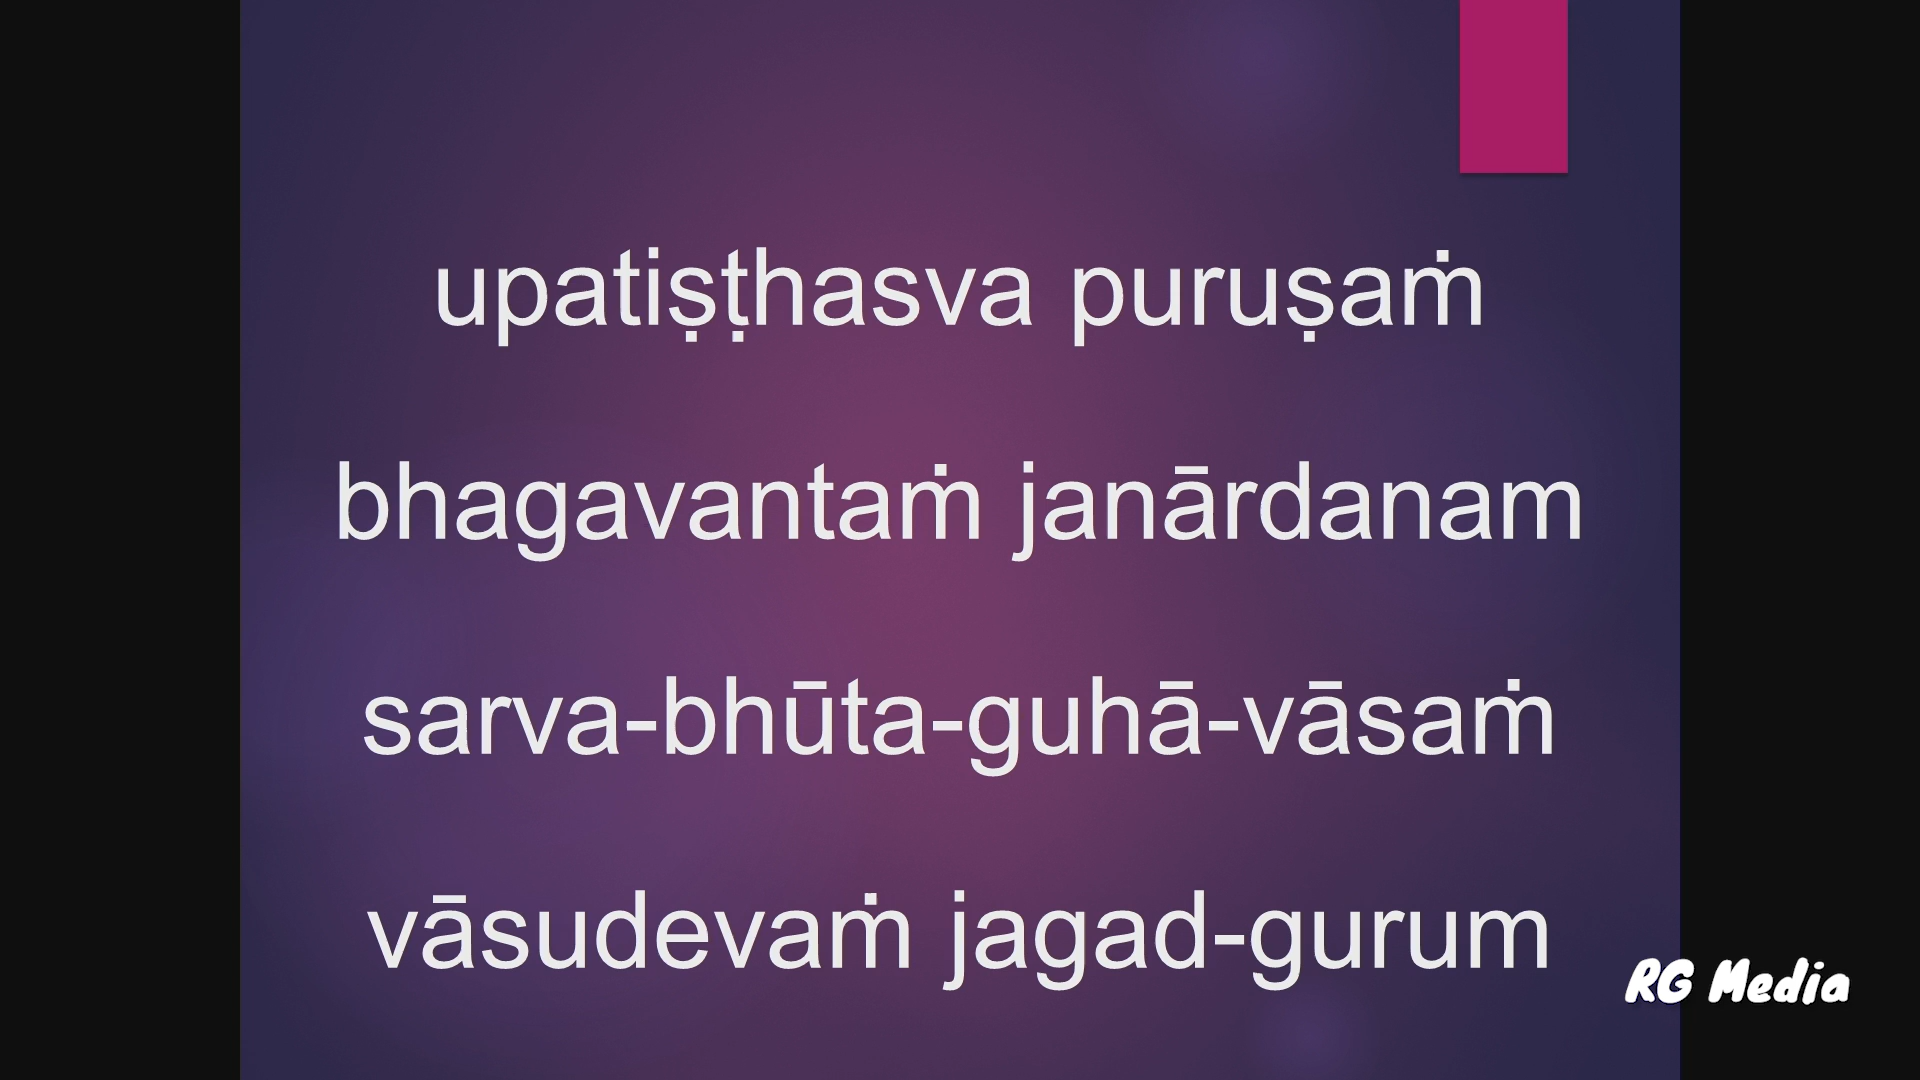 upatiṣṭhasva puruṣaṁ
bhagavantaṁ janārdanam
sarva-bhūta-guhā-vāsaṁ
vāsudevaṁ jagad-gurum
RG Media